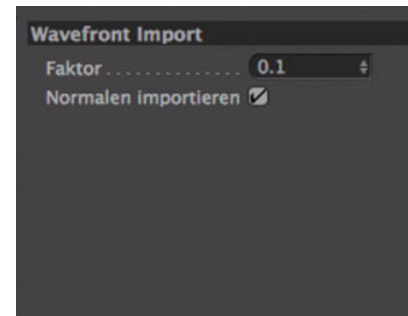 Wavefront Import
Faktor . . . . . . . . . . . . . . 0.1
Normalen importieren